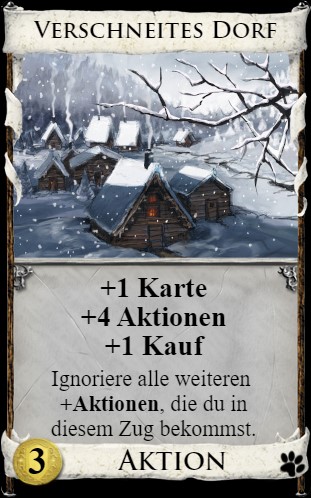 Verschneites Dorf
+1 Karte
+4 Aktionen
+1 Kauf
Ignoriere alle weiteren
+Aktionen, die du in
diesem Zug bekommst.
3
Aktion